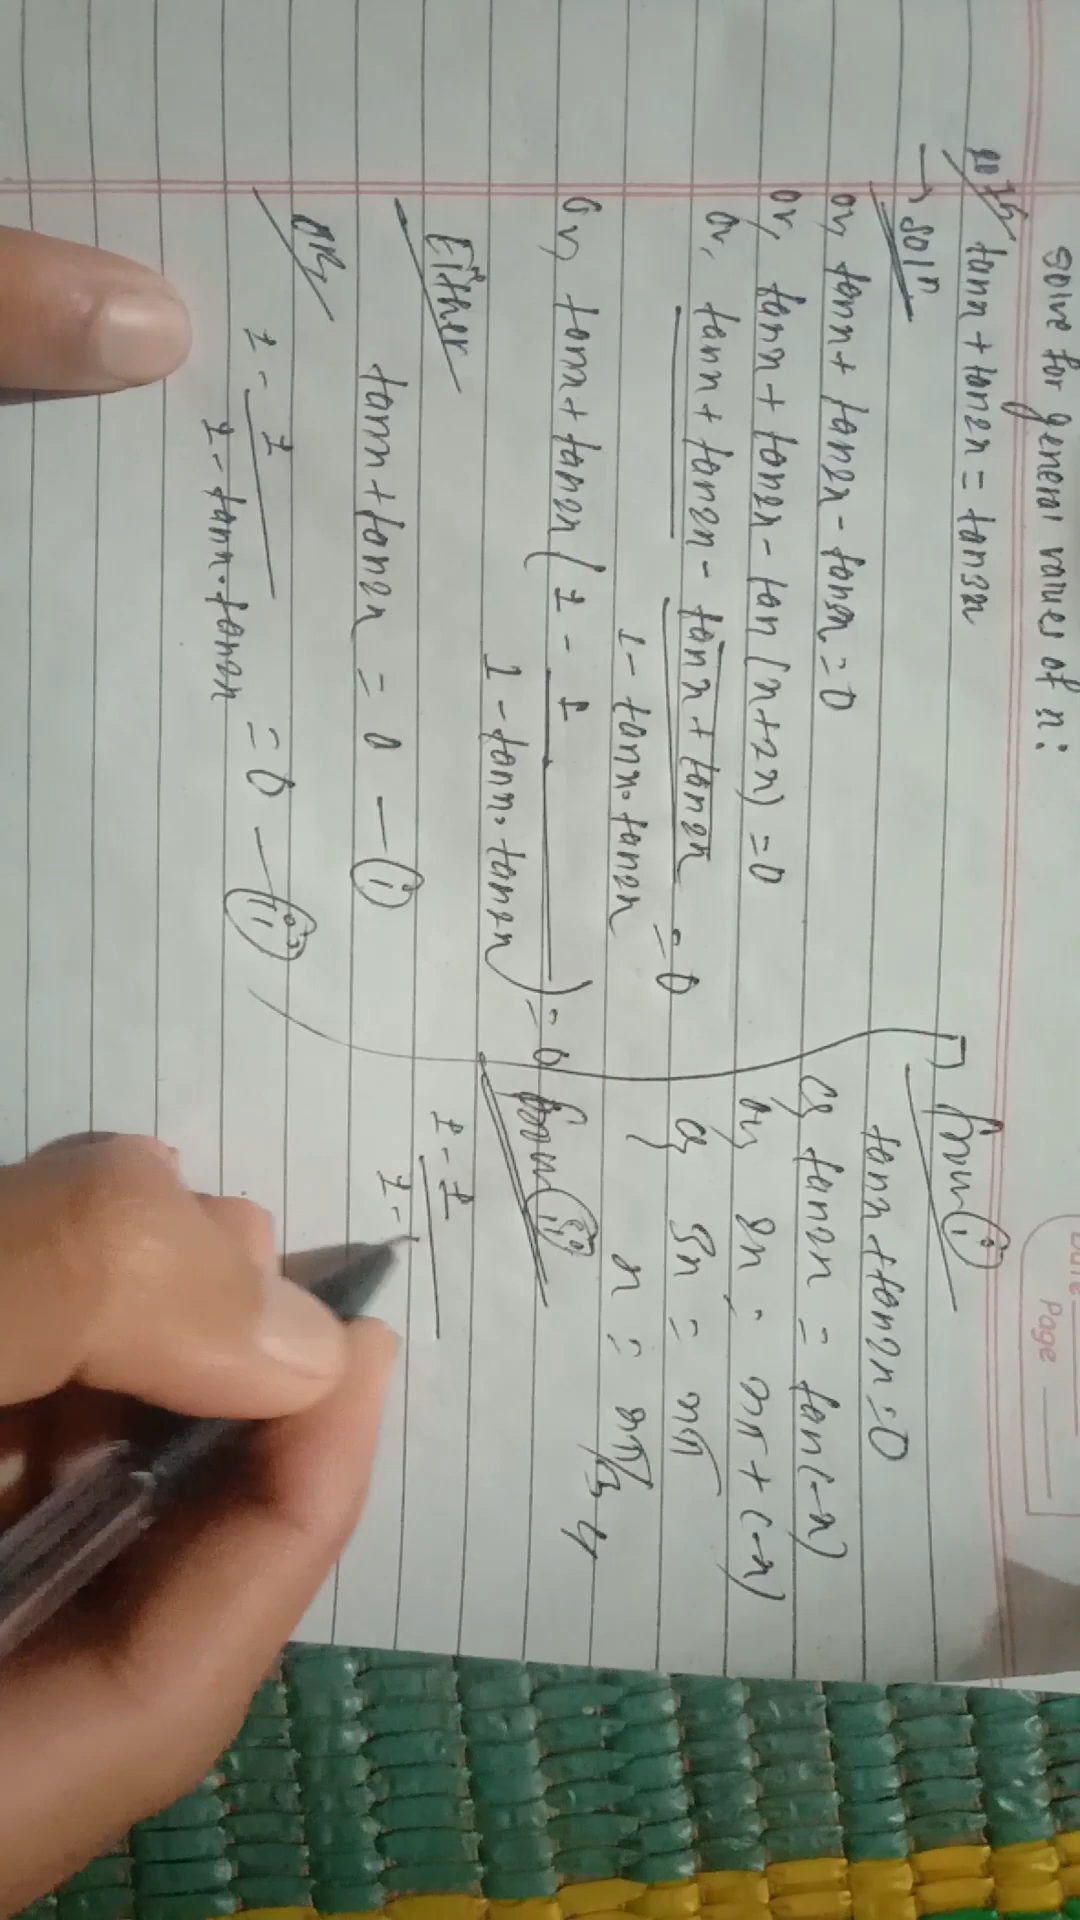 Date
Page
solve for general values of x:
tanx + tan2x = tan3x
→ solⁿ
or, tanx + tan2x - tan3x = 0
or, tanx + tan2x - tan (x+2x) = 0
or, tanx + tan2x - tanx + tan2x / 1 - tanx·tan2x = 0
or, tanx + tan2x ( 1 - 1 / 1 - tanx·tan2x ) = 0
Either
tanx + tan2x = 0 — (i)
OR,
1 - 1 / 1 - tanx·tan2x = 0 — (ii)
from (i)
tanx + tan2x = 0
or, tan2x = tan(-x)
or, 2x = nπ + (-x)
or, 3x = nπ
x = nπ/3
from (ii)
1 - 1
1 -